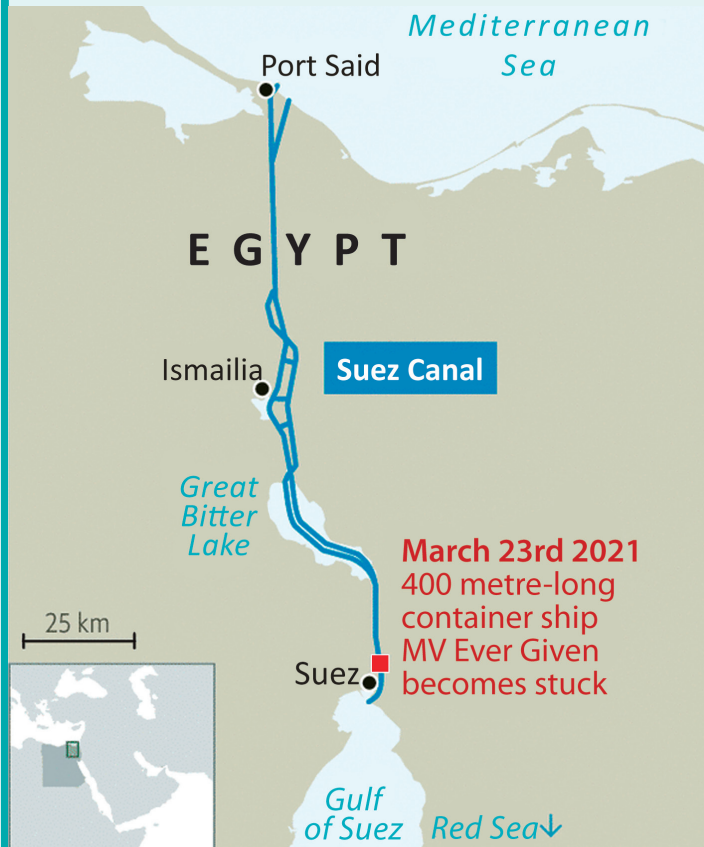 Mediterranean
Sea
Port Said
EGYPT
Ismailia
Suez Canal
Great
Bitter
Lake
March 23rd 2021
400 metre-long
container ship
MV Ever Given
becomes stuck
25 km
Suez
Gulf
of Suez
Red Sea↓